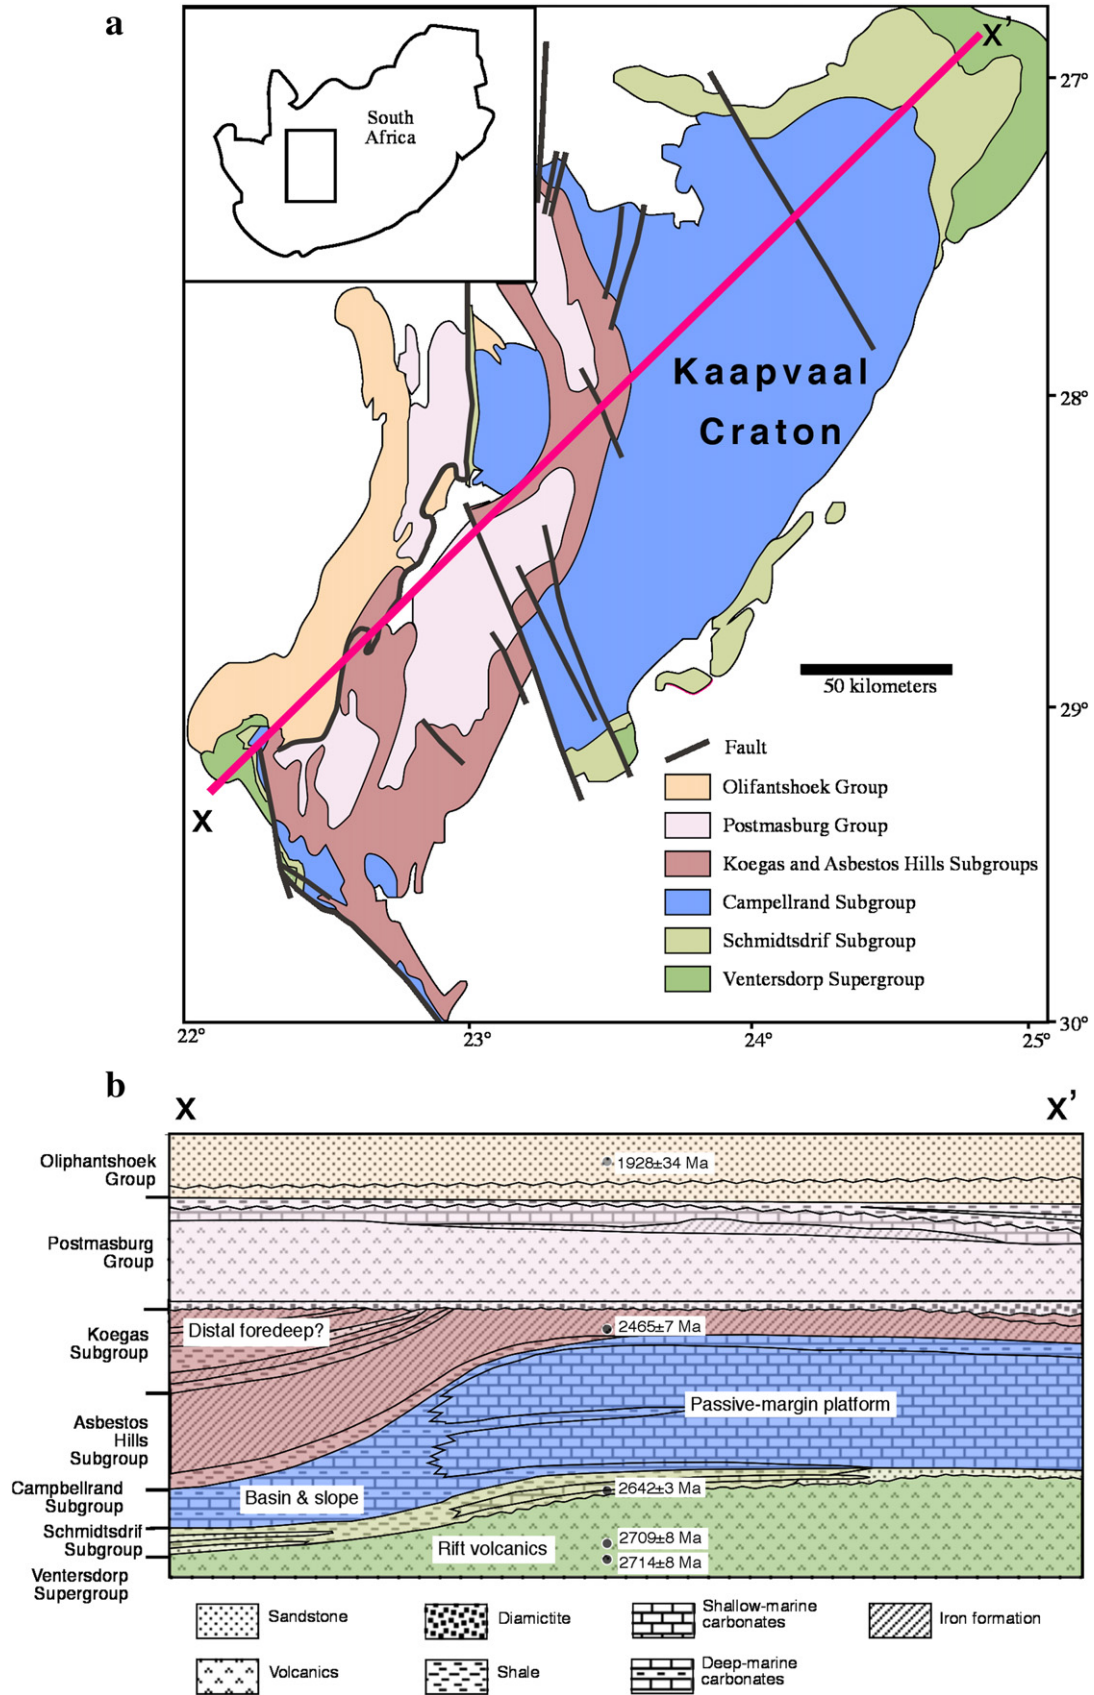 a
South
Africa
X'
27°
Kaapvaal
Craton
28°
50 kilometers
29°
Fault
Olifantshoek Group
Postmasburg Group
Koegas and Asbestos Hills Subgroups
Campellrand Subgroup
Schmidtsdrif Subgroup
Ventersdorp Supergroup
X
30°
22°
23°
24°
25°
b
X
X'
Oliphantshoek
Group
1928±34 Ma
Postmasburg
Group
Koegas
Subgroup
Distal foredeep?
2465±7 Ma
Asbestos
Hills
Subgroup
Passive-margin platform
Campbellrand
Subgroup
Basin & slope
2642±3 Ma
Schmidtsdrif
Subgroup
Rift volcanics
2709±8 Ma
2714±8 Ma
Ventersdorp
Supergroup
Sandstone
Diamictite
Shallow-marine
carbonates
Iron formation
Volcanics
Shale
Deep-marine
carbonates